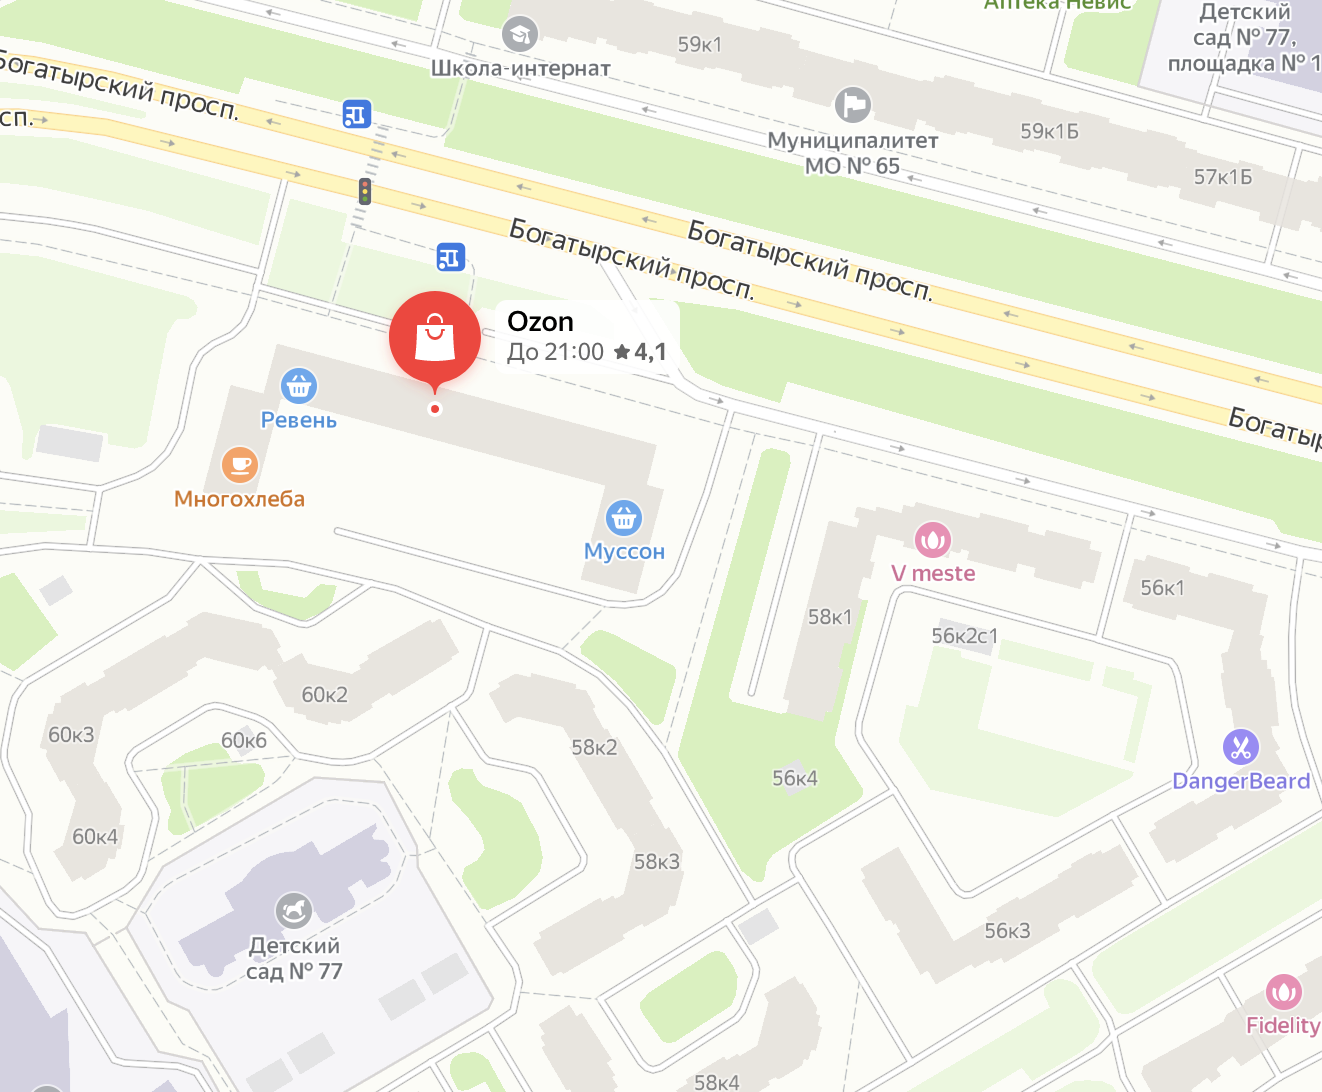 Аптека Невис
Детский
сад № 77,
площадка № 1
59к1
Школа-интернат
Богатырский просп.
сп.
Муниципалитет
МО № 65
59к1Б
57к1Б
Богатырский просп.
Богатырский просп.
Ozon
До 21:00 ★ 4,1
Ревень
Богатыр
Многохлеба
Муссон
V meste
56к1
58к1
56к2с1
60к2
60к3
60к6
58к2
56к4
DangerBeard
60к4
58к3
56к3
Детский
сад № 77
Fidelity
58к4